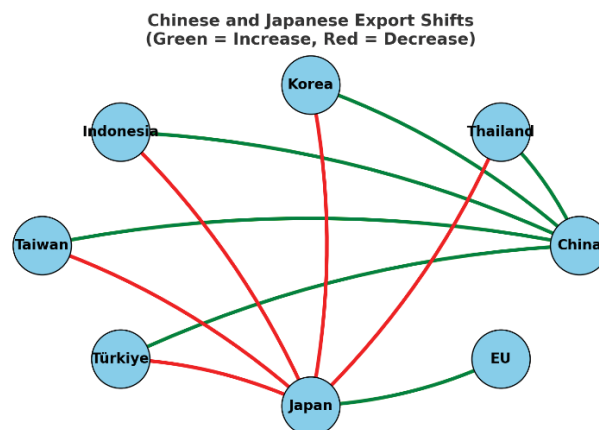 Chinese and Japanese Export Shifts
(Green = Increase, Red = Decrease)
Korea
Indonesia
Thailand
Taiwan
China
Türkiye
EU
Japan